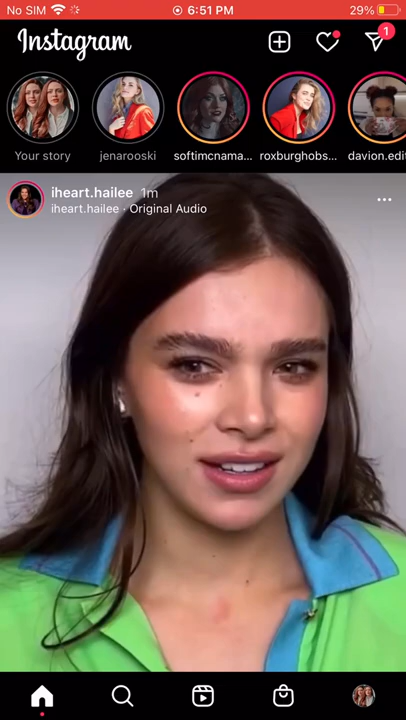 No SIM 6:51 PM 29%
Instagram 1
Your story jenarooski softimcnama... roxburghobs... davion.edi
iheart.hailee 1m
iheart.hailee · Original Audio